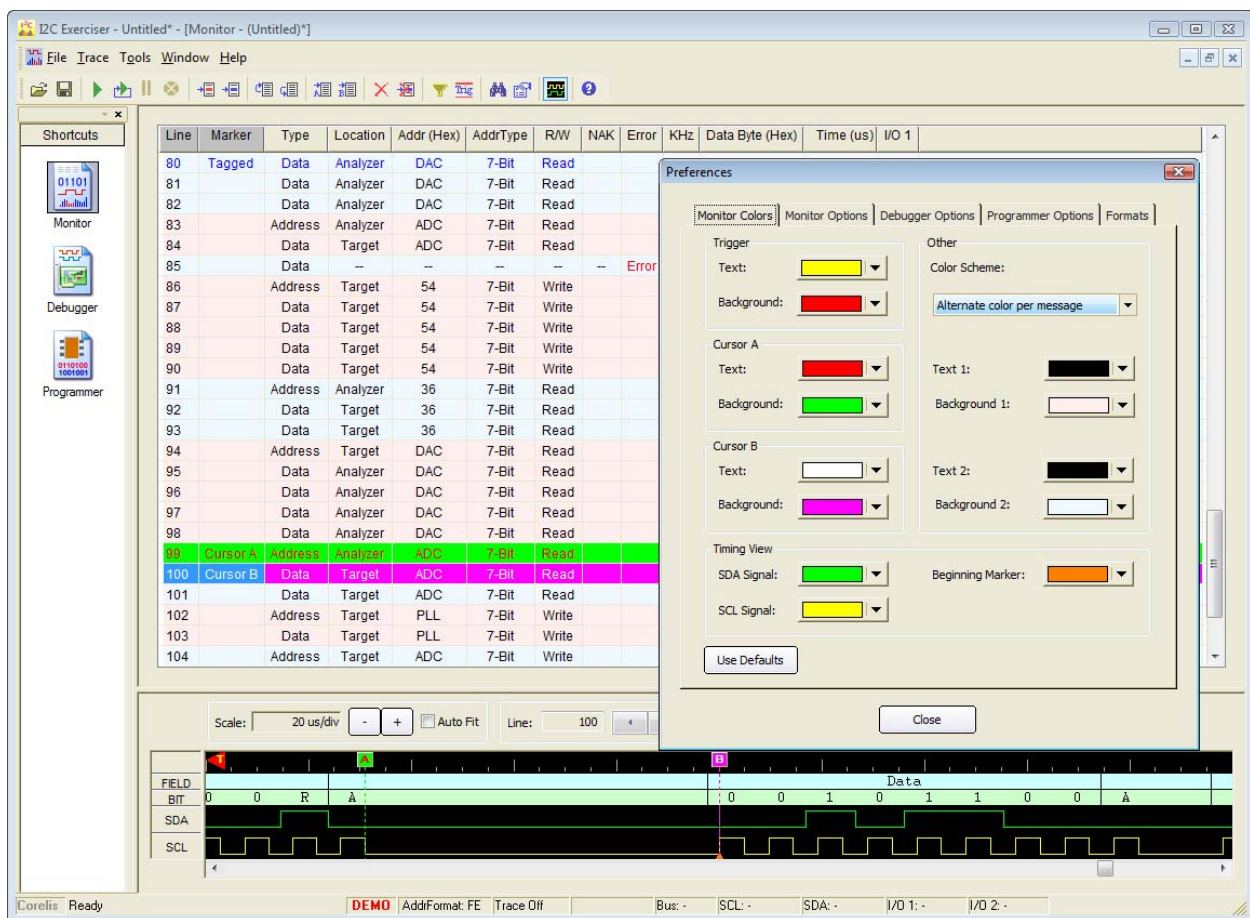 I2C Exerciser - Untitled* - [Monitor - (Untitled)*]
File Trace Tools Window Help
Trig
Shortcuts
01101
Monitor
Debugger
0110100
1001001
Programmer
Line Marker Type Location Addr (Hex) AddrType R/W NAK Error KHz Data Byte (Hex) Time (us) I/O 1
80 Tagged Data Analyzer DAC 7-Bit Read
81 Data Analyzer DAC 7-Bit Read
82 Data Analyzer DAC 7-Bit Read
83 Address Analyzer ADC 7-Bit Read
84 Data Target ADC 7-Bit Read
85 Data -- -- -- -- -- Error
86 Address Target 54 7-Bit Write
87 Data Target 54 7-Bit Write
88 Data Target 54 7-Bit Write
89 Data Target 54 7-Bit Write
90 Data Target 54 7-Bit Write
91 Address Analyzer 36 7-Bit Read
92 Data Target 36 7-Bit Read
93 Data Target 36 7-Bit Read
94 Address Target DAC 7-Bit Read
95 Data Analyzer DAC 7-Bit Read
96 Data Analyzer DAC 7-Bit Read
97 Data Analyzer DAC 7-Bit Read
98 Data Analyzer DAC 7-Bit Read
99 Cursor A Address Analyzer ADC 7-Bit Read
100 Cursor B Data Target ADC 7-Bit Read
101 Data Target ADC 7-Bit Read
102 Address Target PLL 7-Bit Write
103 Data Target PLL 7-Bit Write
104 Address Target ADC 7-Bit Write
Preferences
Monitor Colors Monitor Options Debugger Options Programmer Options Formats
Trigger
Text:
Background:
Cursor A
Text:
Background:
Cursor B
Text:
Background:
Other
Color Scheme:
Alternate color per message
Text 1:
Background 1:
Text 2:
Background 2:
Timing View
SDA Signal:
Beginning Marker:
SCL Signal:
Use Defaults
Close
Scale: 20 us/div - + Auto Fit Line: 100
T A B
FIELD Data
BIT 0 0 R A 0 0 1 0 1 1 0 0 A
SDA
SCL
Corelis Ready DEMO AddrFormat: FE Trace Off Bus: - SCL: - SDA: - I/O 1: - I/O 2: -